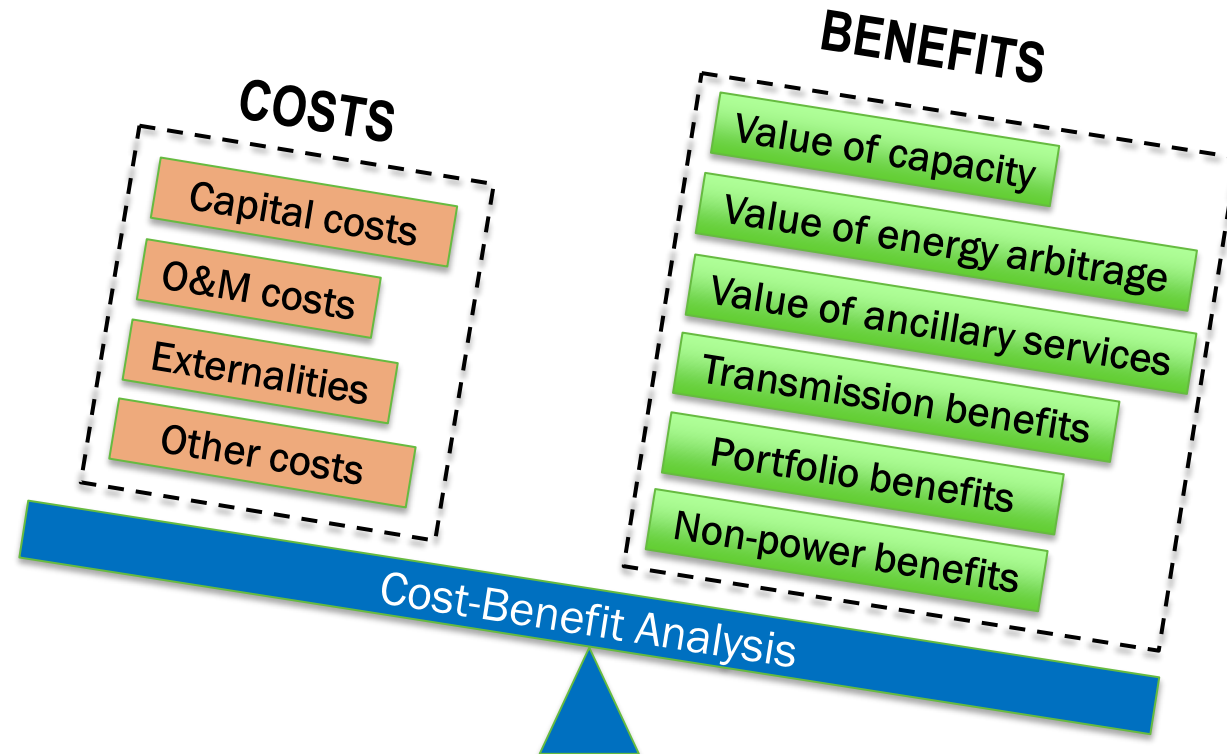 COSTS
Capital costs
O&M costs
Externalities
Other costs
BENEFITS
Value of capacity
Value of energy arbitrage
Value of ancillary services
Transmission benefits
Portfolio benefits
Non-power benefits
Cost-Benefit Analysis